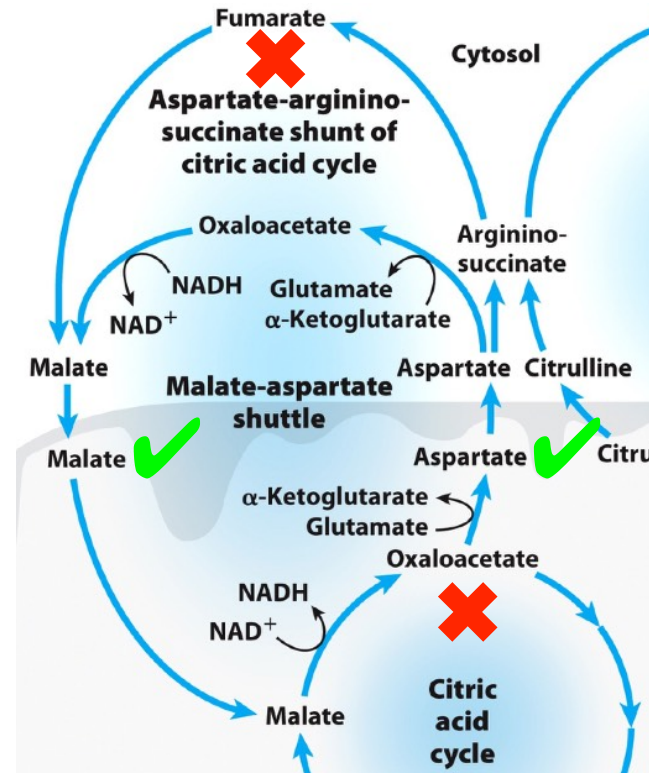 Fumarate
Cytosol
Aspartate-arginino-
succinate shunt of
citric acid cycle
Oxaloacetate
Arginino-
succinate
NADH
Glutamate
NAD+
α-Ketoglutarate
Malate
Aspartate
Citrulline
Malate-aspartate
shuttle
Malate
Aspartate
Citru
α-Ketoglutarate
Glutamate
Oxaloacetate
NADH
NAD+
Malate
Citric
acid
cycle